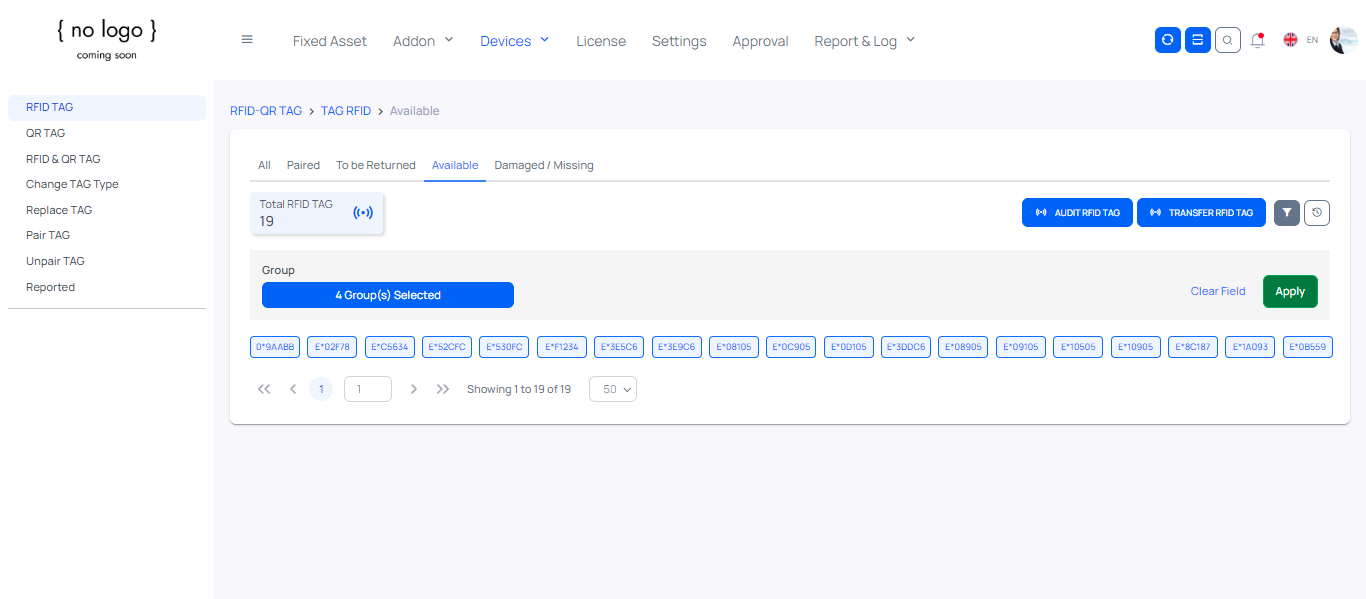 { no logo }
coming soon
Fixed Asset Addon Devices License Settings Approval Report & Log EN
RFID TAG
QR TAG
RFID & QR TAG
Change TAG Type
Replace TAG
Pair TAG
Unpair TAG
Reported
RFID-QR TAG > TAG RFID > Available
All Paired To be Returned Available Damaged / Missing
Total RFID TAG
19
AUDIT RFID TAG TRANSFER RFID TAG
Group
4 Group(s) Selected
Clear Field Apply
0*9AABB E*02F78 E*C5634 E*52CFC E*530FC E*F1234 E*3E5C6 E*3E9C6 E*08105 E*0C905 E*0D105 E*3DDC6 E*08905 E*09105 E*10505 E*10905 E*8C187 E*1A093 E*0B559
1 1 Showing 1 to 19 of 19 50